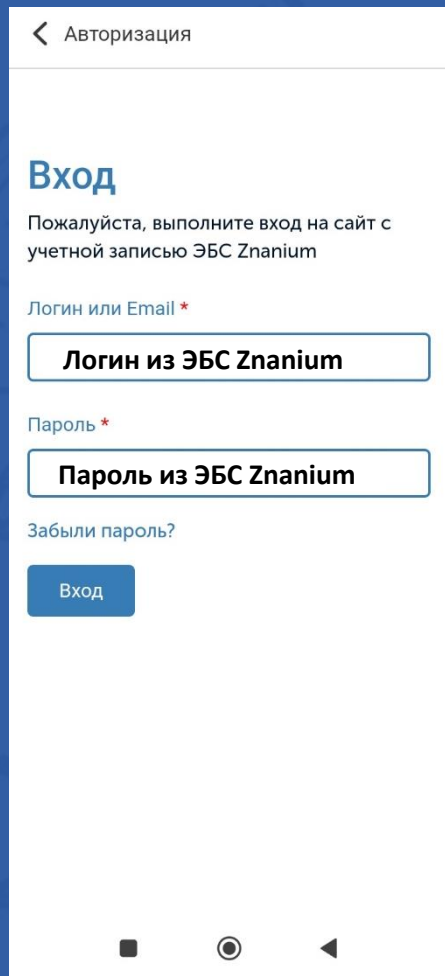 Авторизация
Вход
Пожалуйста, выполните вход на сайт с
учетной записью ЭБС Znanium
Логин или Email *
Логин из ЭБС Znanium
Пароль *
Пароль из ЭБС Znanium
Забыли пароль?
Вход